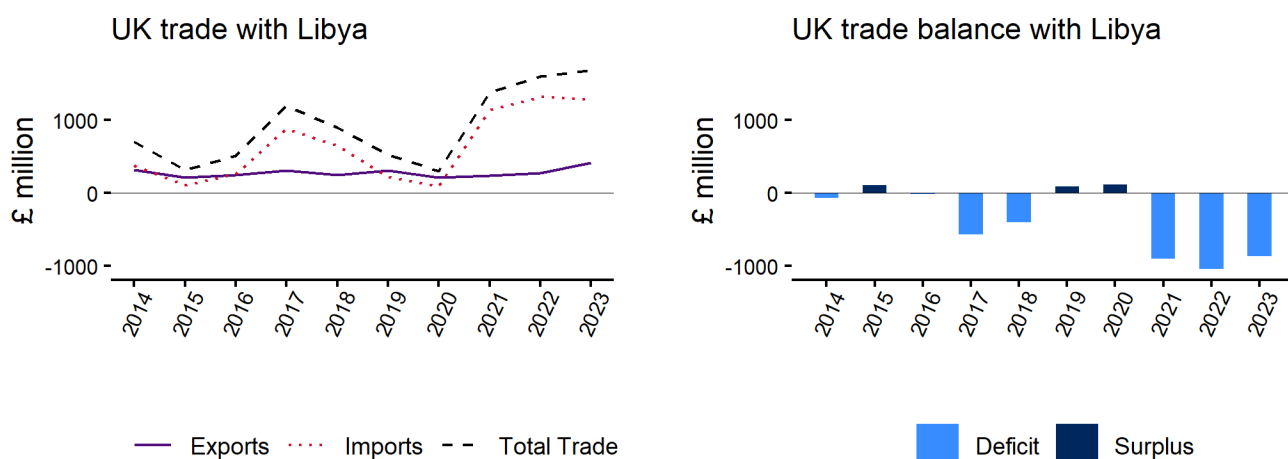 UK trade with Libya
£ million
1000
0
-1000
2014 2015 2016 2017 2018 2019 2020 2021 2022 2023
Exports Imports Total Trade
UK trade balance with Libya
£ million
1000
0
-1000
2014 2015 2016 2017 2018 2019 2020 2021 2022 2023
Deficit Surplus